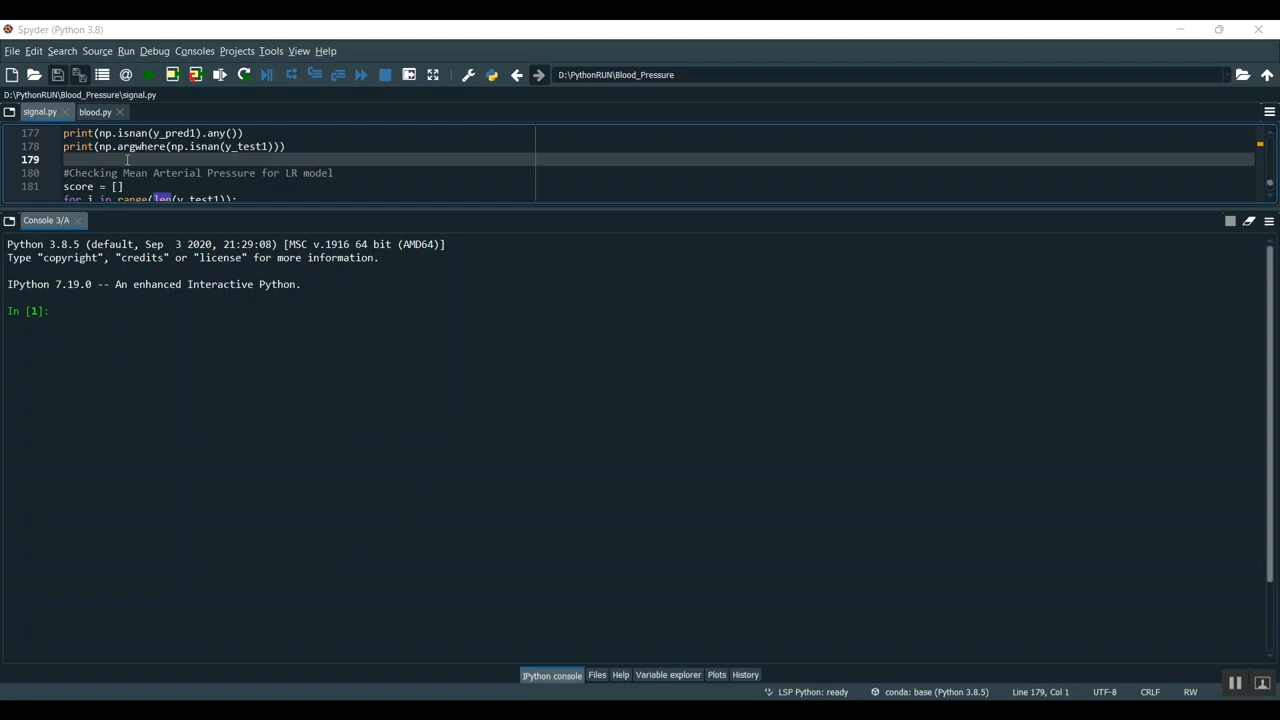 Spyder (Python 3.8)
File Edit Search Source Run Debug Consoles Projects Tools View Help
D:\PythonRUN\Blood_Pressure
D:\PythonRUN\Blood_Pressure\signal.py
signal.py blood.py
177 print(np.isnan(y_pred1).any())
178 print(np.argwhere(np.isnan(y_test1)))
179
180 #Checking Mean Arterial Pressure for LR model
181 score = []
for i in range(len(y_test1)):
Console 3/A
Python 3.8.5 (default, Sep  3 2020, 21:29:08) [MSC v.1916 64 bit (AMD64)]
Type "copyright", "credits" or "license" for more information.
IPython 7.19.0 -- An enhanced Interactive Python.
In [1]:
IPython console Files Help Variable explorer Plots History
LSP Python: ready conda: base (Python 3.8.5) Line 179, Col 1 UTF-8 CRLF RW